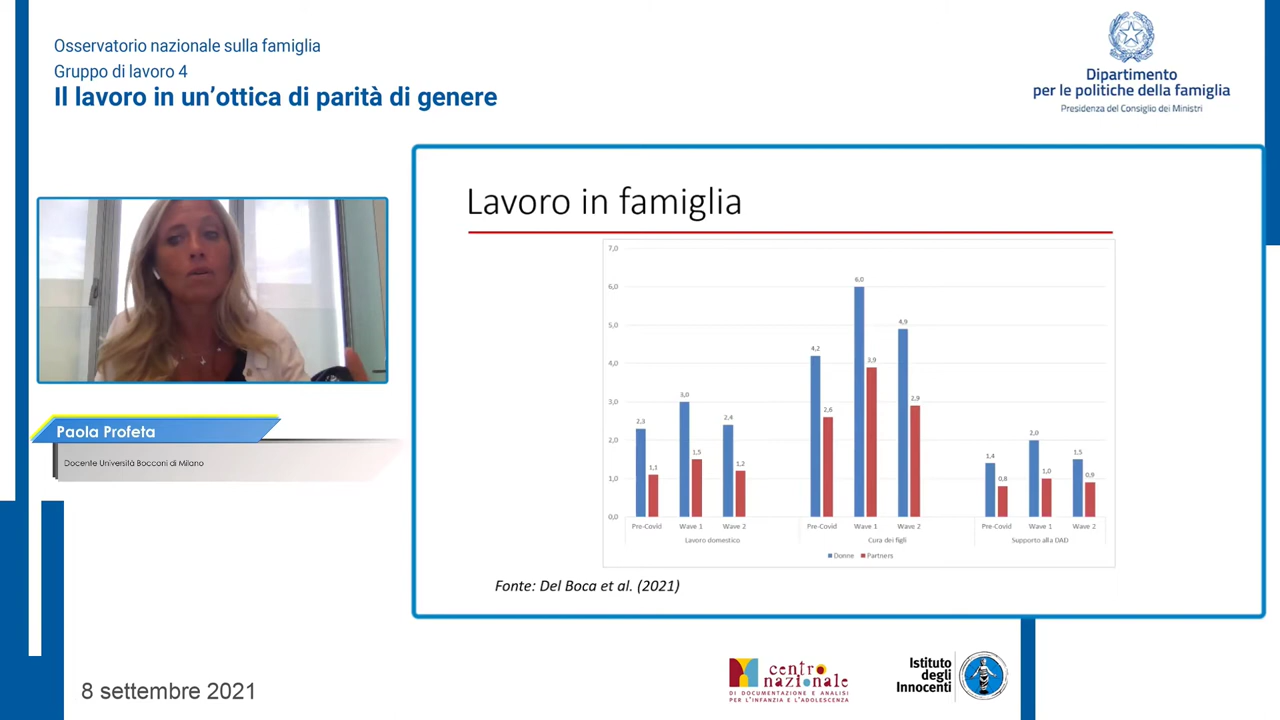 Osservatorio nazionale sulla famiglia
Gruppo di lavoro 4
Il lavoro in un'ottica di parità di genere
Dipartimento
per le politiche della famiglia
Presidenza del Consiglio dei Ministri
Lavoro in famiglia
7,0
6,0
5,0
4,0
3,0
2,0
1,0
0,0
2,3
1,1
3,0
1,5
2,4
1,2
4,2
2,6
6,0
3,9
4,9
2,9
1,4
0,8
2,0
1,0
1,5
0,9
Pre-Covid Wave 1 Wave 2 Pre-Covid Wave 1 Wave 2 Pre-Covid Wave 1 Wave 2
Lavoro domestico Cura dei figli Supporto alla DAD
Donne Partners
Fonte: Del Boca et al. (2021)
Paola Profeta
Docente Università Bocconi di Milano
8 settembre 2021
centro
nazionale
DI DOCUMENTAZIONE E ANALISI
PER L'INFANZIA E L'ADOLESCENZA
Istituto
degli
Innocenti